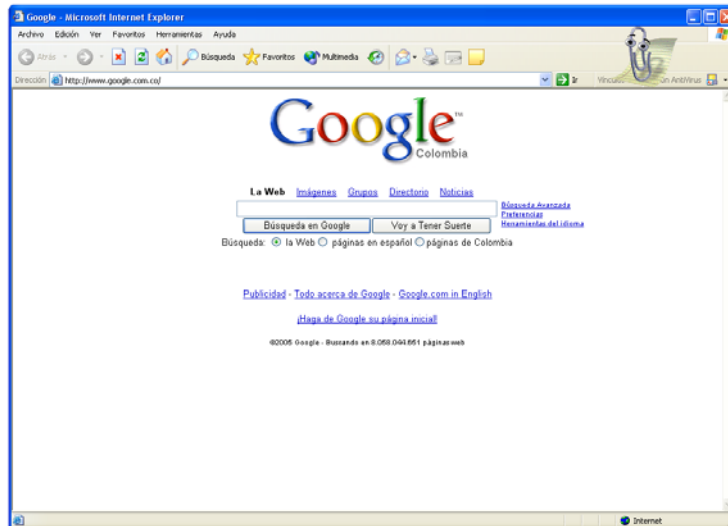 Google - Microsoft Internet Explorer
Archivo Edición Ver Favoritos Herramientas Ayuda
Atrás Búsqueda Favoritos Multimedia
Dirección http://www.google.com.co/ Ir AntiVirus
Google™
Colombia
La Web Imágenes Grupos Directorio Noticias
Búsqueda Avanzada
Preferencias
Herramientas del idioma
Búsqueda en Google Voy a Tener Suerte
Búsqueda: la Web páginas en español páginas de Colombia
Publicidad - Todo acerca de Google - Google.com in English
¡Haga de Google su página inicial!
©2005 Google - Buscando en 8.058.044.651 páginas web
Internet